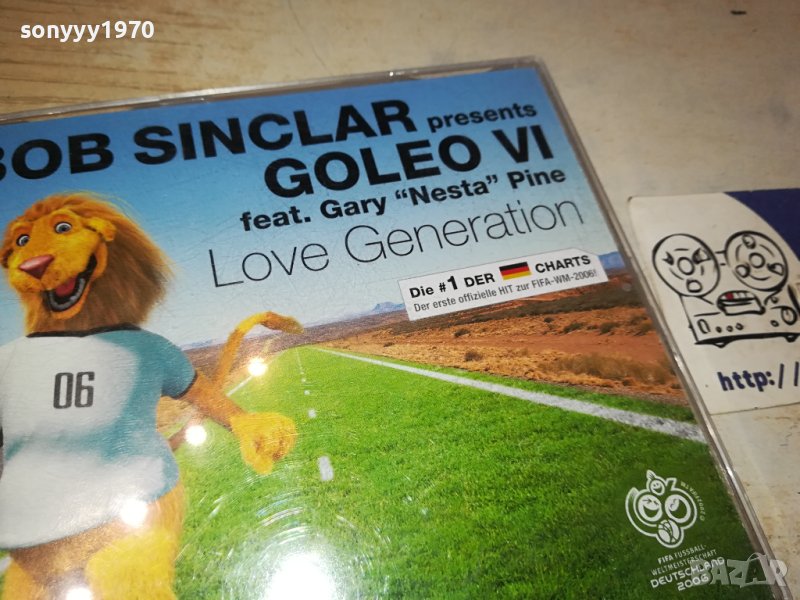 sonyyy1970
BOB SINCLAR presents
GOLEO VI
feat. Gary "Nesta" Pine
Love Generation
Die #1 DER CHARTS
Der erste offizielle HIT zur FIFA-WM-2006!
06
http://
FIFA FUSSBALL-
WELTMEISTERSCHAFT
DEUTSCHLAND
2006
BAZAR